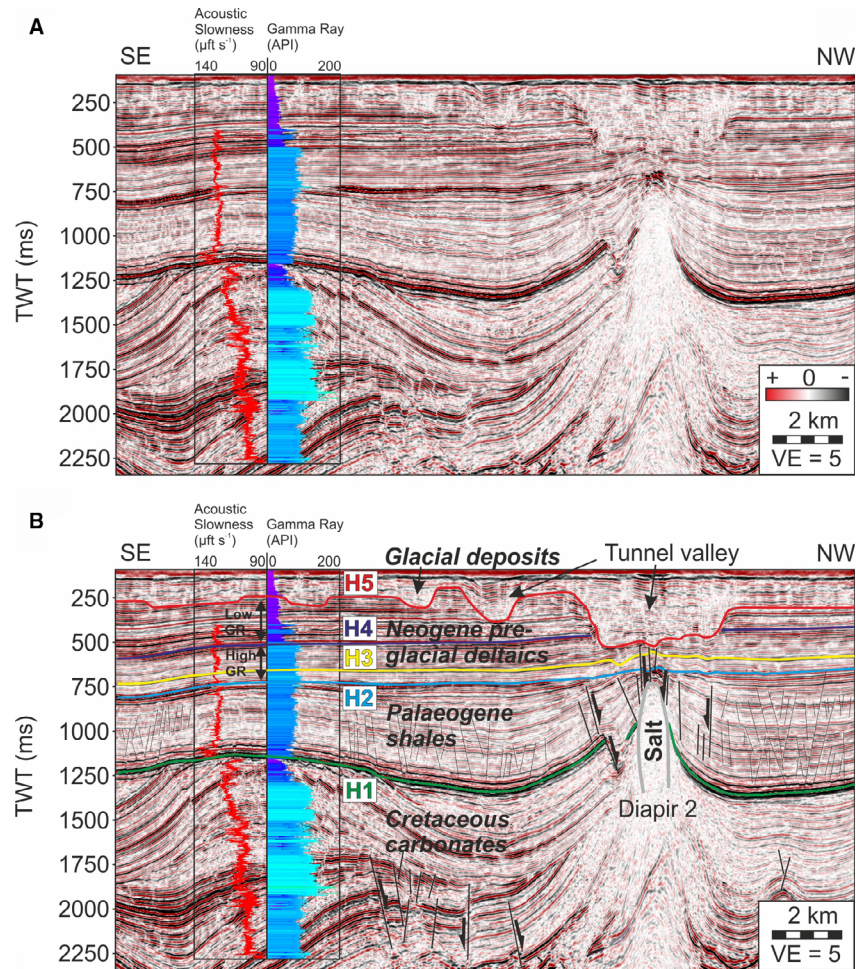 A
SE
Acoustic
Slowness
(µft s⁻¹)
140 90
Gamma Ray
(API)
0 200
NW
TWT (ms)
250
500
750
1000
1250
1500
1750
2000
2250
+ 0 -
2 km
VE = 5
B
SE
Acoustic
Slowness
(µft s⁻¹)
140 90
Gamma Ray
(API)
0 200
Glacial deposits
Tunnel valley
NW
TWT (ms)
250
500
750
1000
1250
1500
1750
2000
2250
H5
Low
GR
H4
Neogene pre-
glacial deltaics
High
GR
H3
H2
Palaeogene
shales
Salt
H1
Diapir 2
Cretaceous
carbonates
2 km
VE = 5